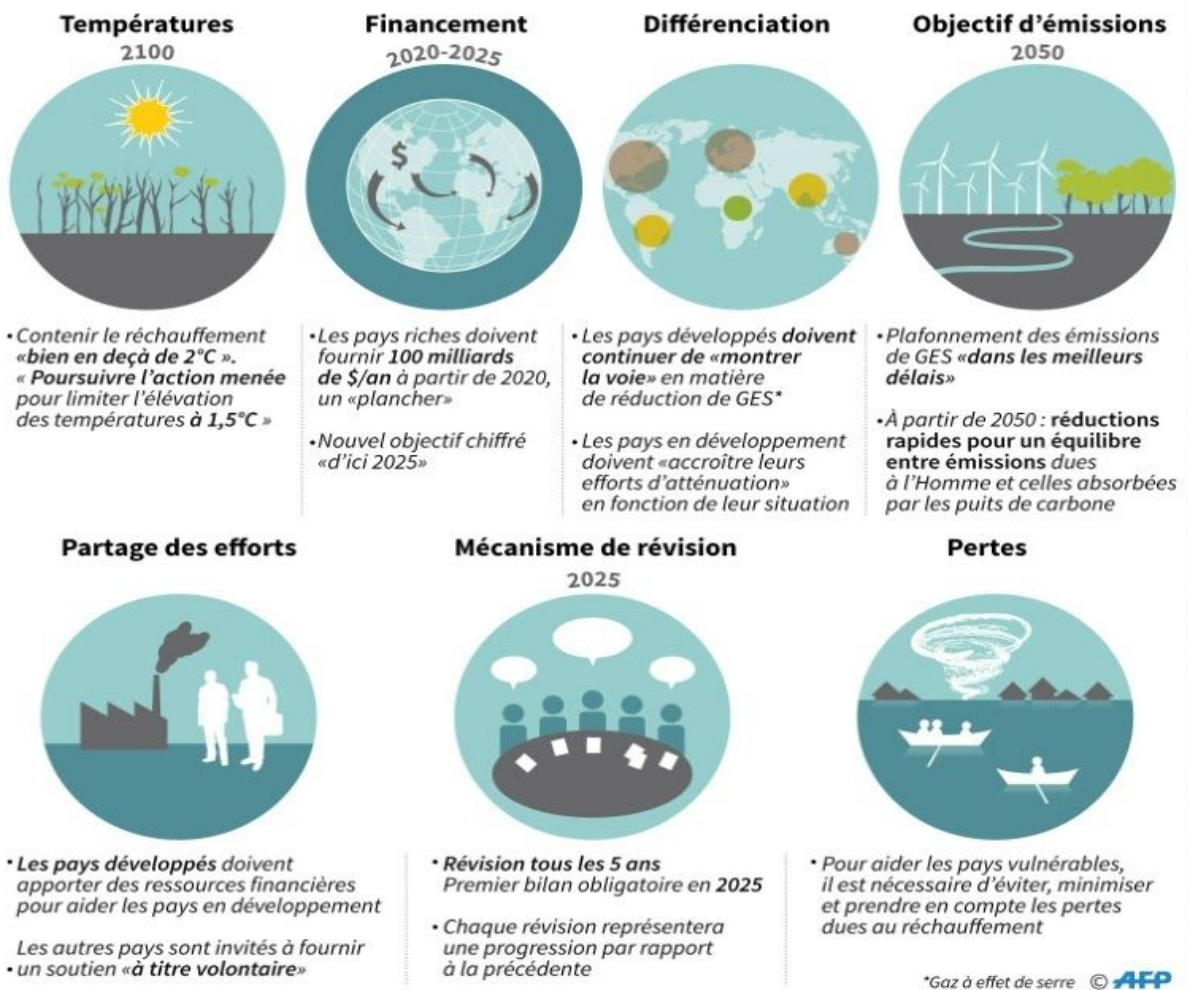 Températures
2100
• Contenir le réchauffement
«bien en deçà de 2°C ».
« Poursuivre l’action menée
pour limiter l’élévation
des températures à 1,5°C »
Financement
2020-2025
$
•Les pays riches doivent
fournir 100 milliards
de $/an à partir de 2020,
un «plancher»
•Nouvel objectif chiffré
«d’ici 2025»
Différenciation
• Les pays développés doivent
continuer de «montrer
la voie» en matière
de réduction de GES*
• Les pays en développement
doivent «accroître leurs
efforts d’atténuation»
en fonction de leur situation
Objectif d’émissions
2050
• Plafonnement des émissions
de GES «dans les meilleurs
délais»
•À partir de 2050 : réductions
rapides pour un équilibre
entre émissions dues
à l’Homme et celles absorbées
par les puits de carbone
Partage des efforts
• Les pays développés doivent
apporter des ressources financières
pour aider les pays en développement
Les autres pays sont invités à fournir
• un soutien «à titre volontaire»
Mécanisme de révision
2025
• Révision tous les 5 ans
Premier bilan obligatoire en 2025
• Chaque révision représentera
une progression par rapport
à la précédente
Pertes
• Pour aider les pays vulnérables,
il est nécessaire d’éviter, minimiser
et prendre en compte les pertes
dues au réchauffement
*Gaz à effet de serre © AFP